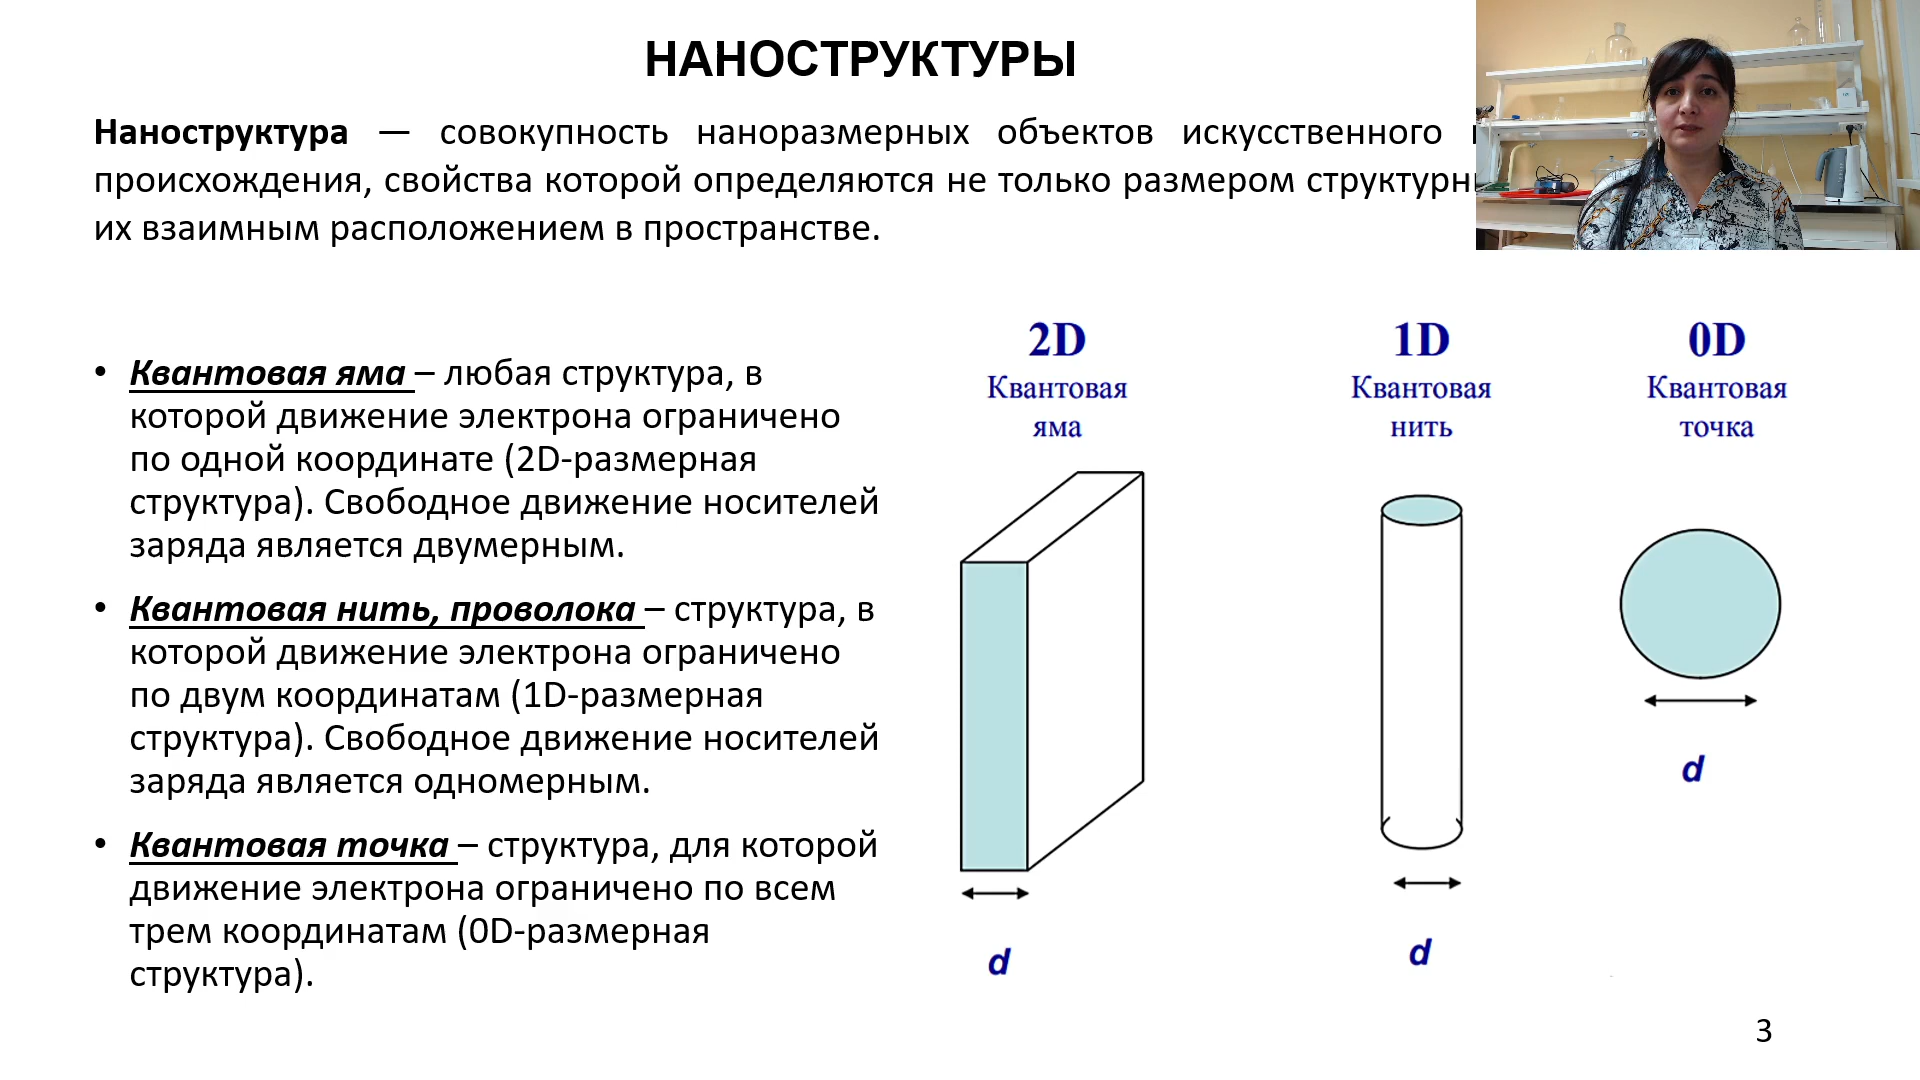 НАНОСТРУКТУРЫ
Наноструктура — совокупность наноразмерных объектов искусственного
происхождения, свойства которой определяются не только размером
их взаимным расположением в пространстве.
• Квантовая яма – любая структура, в
которой движение электрона ограничено
по одной координате (2D-размерная
структура). Свободное движение носителей
заряда является двумерным.
• Квантовая нить, проволока – структура, в
которой движение электрона ограничено
по двум координатам (1D-размерная
структура). Свободное движение носителей
заряда является одномерным.
• Квантовая точка – структура, для которой
движение электрона ограничено по всем
трем координатам (0D-размерная
структура).
2D
Квантовая
яма
d
1D
Квантовая
нить
d
0D
Квантовая
точка
d
3